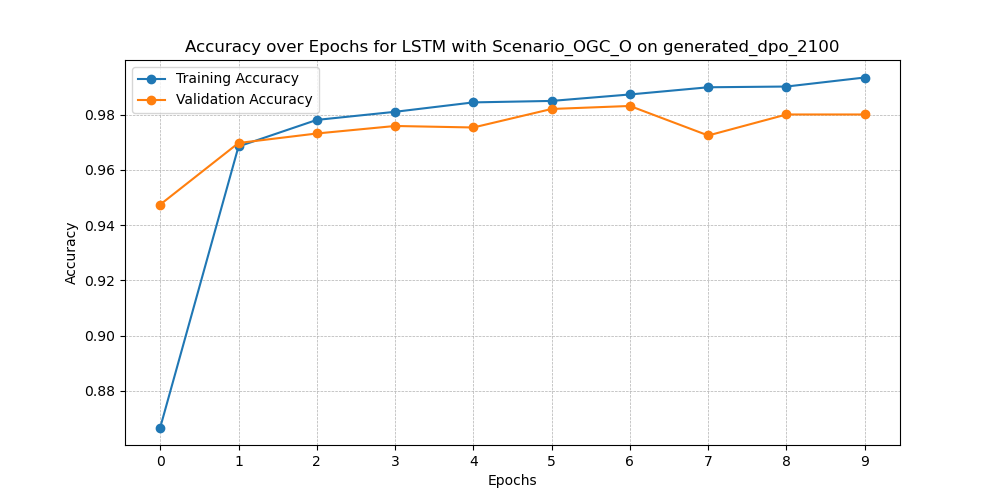 Accuracy over Epochs for LSTM with Scenario_OGC_O on generated_dpo_2100
Training Accuracy
Validation Accuracy
Accuracy
0.98
0.96
0.94
0.92
0.90
0.88
0 1 2 3 4 5 6 7 8 9
Epochs